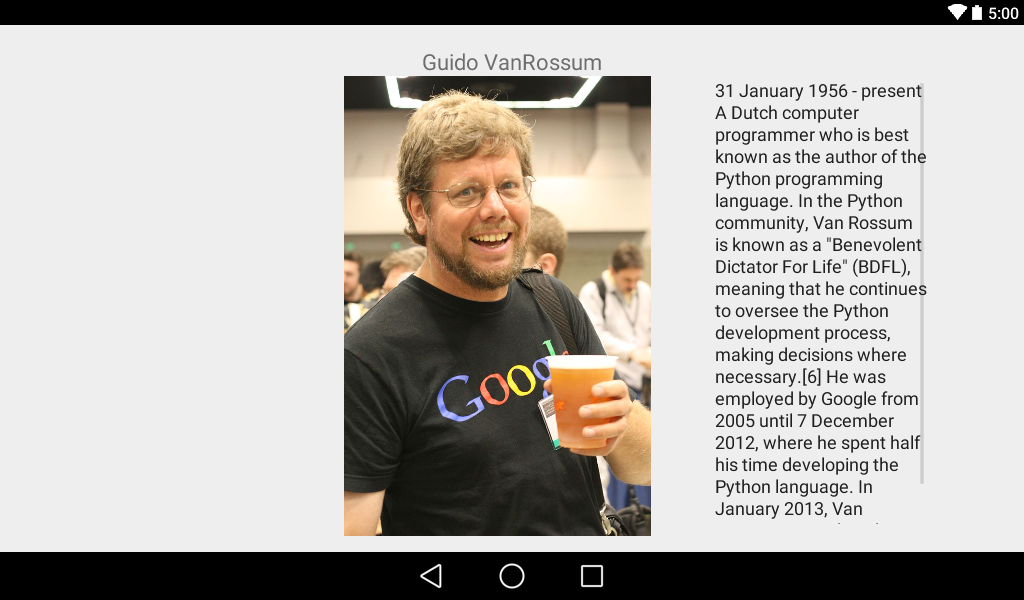 5:00
Guido VanRossum
Google
31 January 1956 - present
A Dutch computer
programmer who is best
known as the author of the
Python programming
language. In the Python
community, Van Rossum
is known as a "Benevolent
Dictator For Life" (BDFL),
meaning that he continues
to oversee the Python
development process,
making decisions where
necessary.[6] He was
employed by Google from
2005 until 7 December
2012, where he spent half
his time developing the
Python language. In
January 2013, Van